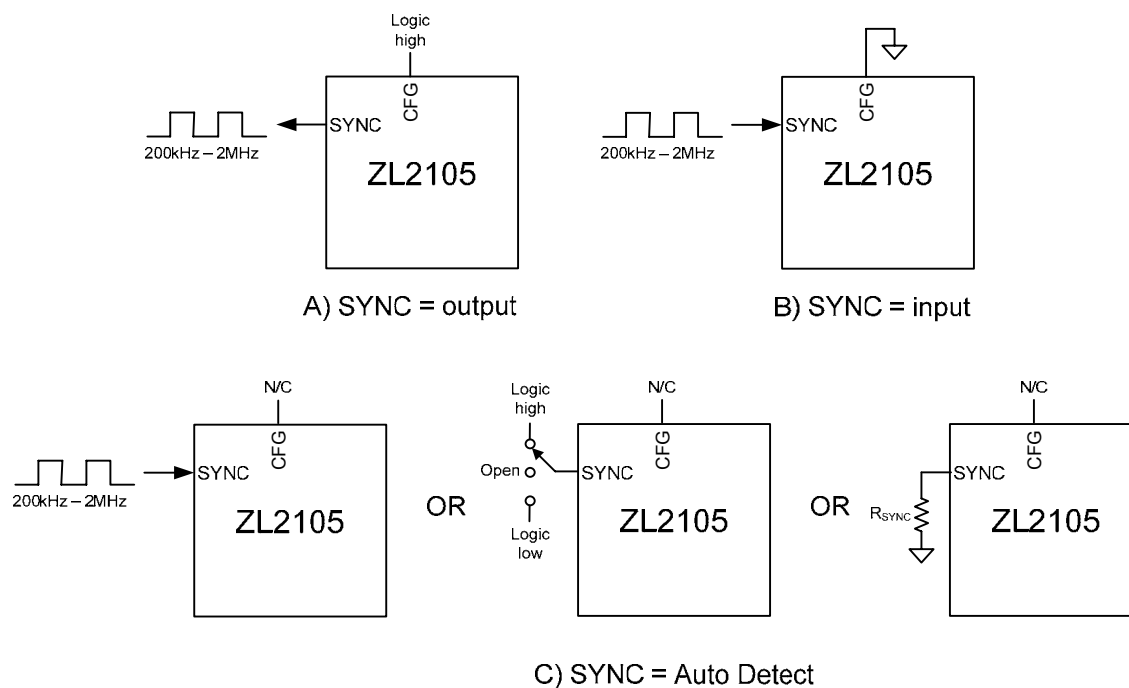 Logic
high
CFG
SYNC
200kHz – 2MHz
ZL2105
A) SYNC = output
CFG
SYNC
200kHz – 2MHz
ZL2105
B) SYNC = input
N/C
CFG
SYNC
200kHz – 2MHz
ZL2105
OR
Logic
high
Open
Logic
low
N/C
CFG
SYNC
ZL2105
OR
RSYNC
N/C
CFG
SYNC
ZL2105
C) SYNC = Auto Detect